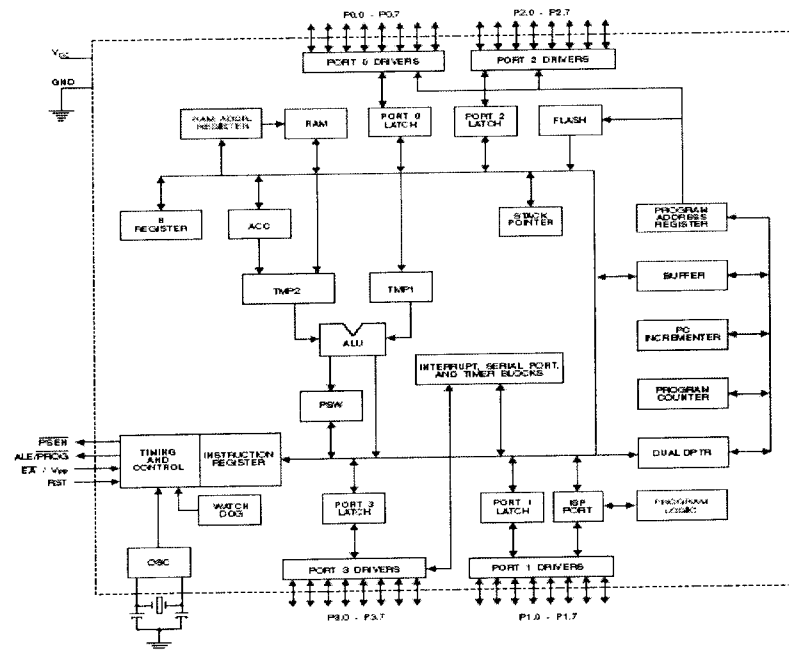 P0.0 - P0.7
P2.0 - P2.7
VCC
PORT 0 DRIVERS
PORT 2 DRIVERS
GND
RAM ADDR.
REGISTER
RAM
PORT 0
LATCH
PORT 2
LATCH
FLASH
B
REGISTER
ACC
STACK
POINTER
PROGRAM
ADDRESS
REGISTER
TMP2
TMP1
BUFFER
ALU
PC
INCREMENTER
INTERRUPT, SERIAL PORT,
AND TIMER BLOCKS
PSW
PROGRAM
COUNTER
PSEN
ALE/PROG
EA / VPP
RST
TIMING
AND
CONTROL
INSTRUCTION
REGISTER
DUAL DPTR
WATCH
DOG
PORT 3
LATCH
PORT 1
LATCH
ISP
PORT
PROGRAM
LOGIC
OSC
PORT 3 DRIVERS
PORT 1 DRIVERS
P3.0 - P3.7
P1.0 - P1.7